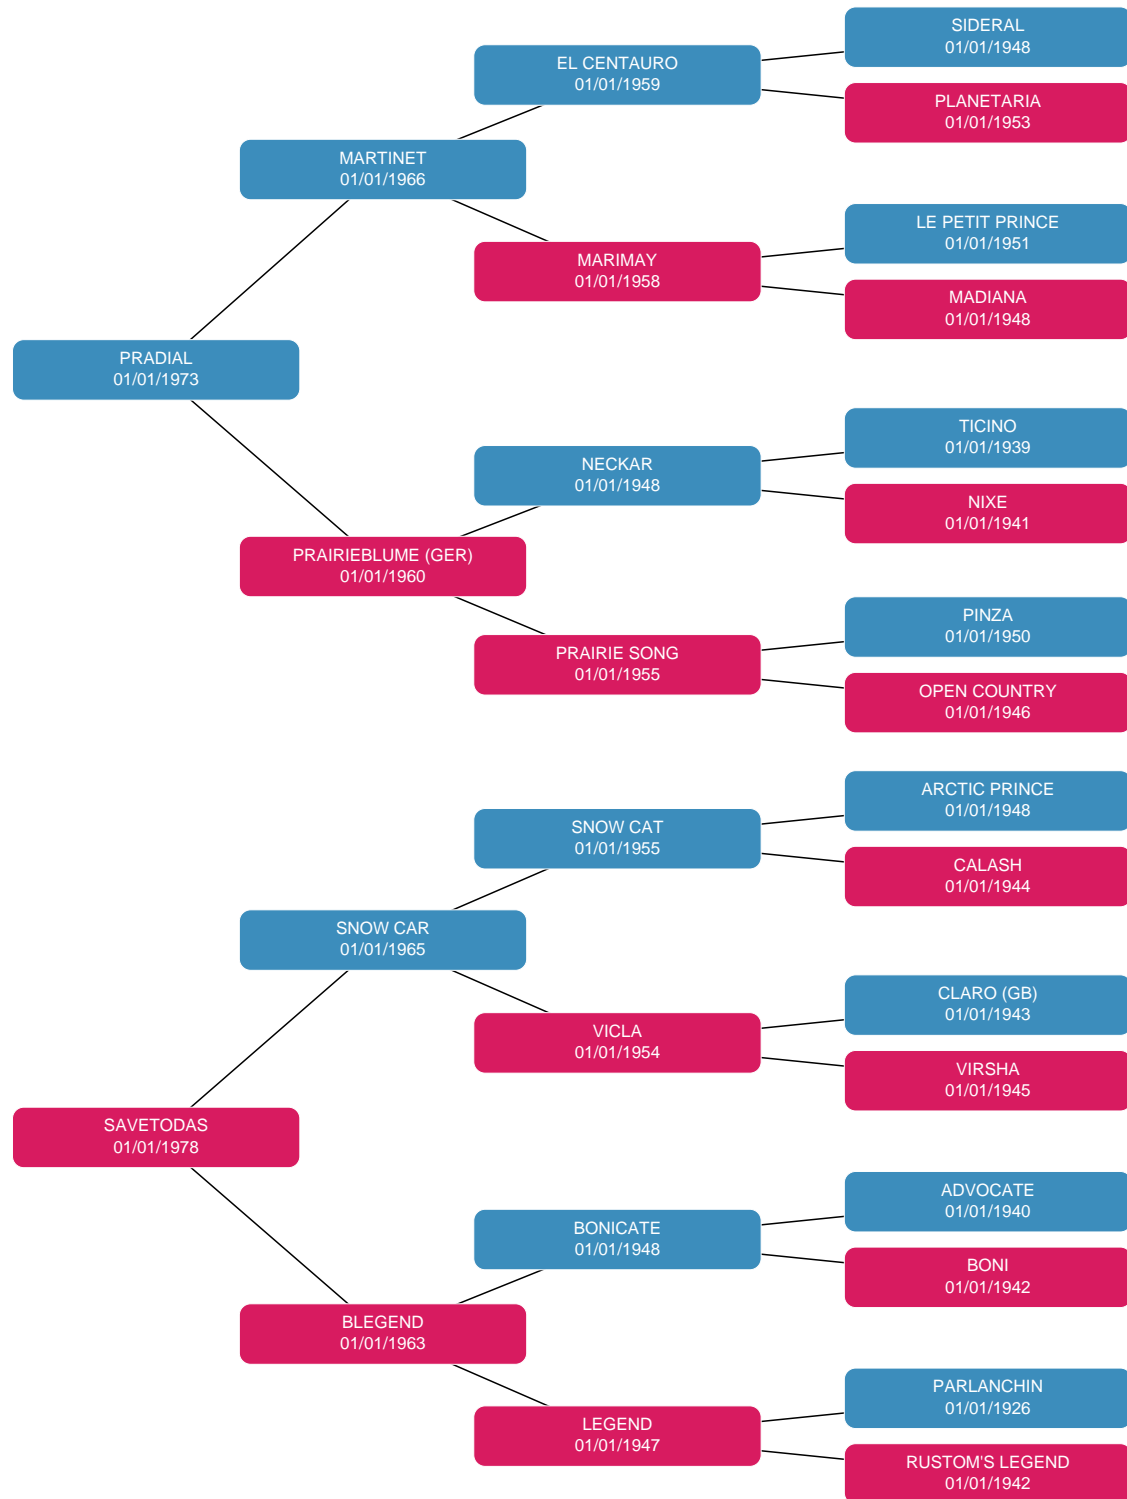 SIDERAL
01/01/1948
EL CENTAURO
01/01/1959
PLANETARIA
01/01/1953
MARTINET
01/01/1966
LE PETIT PRINCE
01/01/1951
MARIMAY
01/01/1958
MADIANA
01/01/1948
PRADIAL
01/01/1973
TICINO
01/01/1939
NECKAR
01/01/1948
NIXE
01/01/1941
PRAIRIEBLUME (GER)
01/01/1960
PINZA
01/01/1950
PRAIRIE SONG
01/01/1955
OPEN COUNTRY
01/01/1946
ARCTIC PRINCE
01/01/1948
SNOW CAT
01/01/1955
CALASH
01/01/1944
SNOW CAR
01/01/1965
CLARO (GB)
01/01/1943
VICLA
01/01/1954
VIRSHA
01/01/1945
SAVETODAS
01/01/1978
ADVOCATE
01/01/1940
BONICATE
01/01/1948
BONI
01/01/1942
BLEGEND
01/01/1963
PARLANCHIN
01/01/1926
LEGEND
01/01/1947
RUSTOM'S LEGEND
01/01/1942